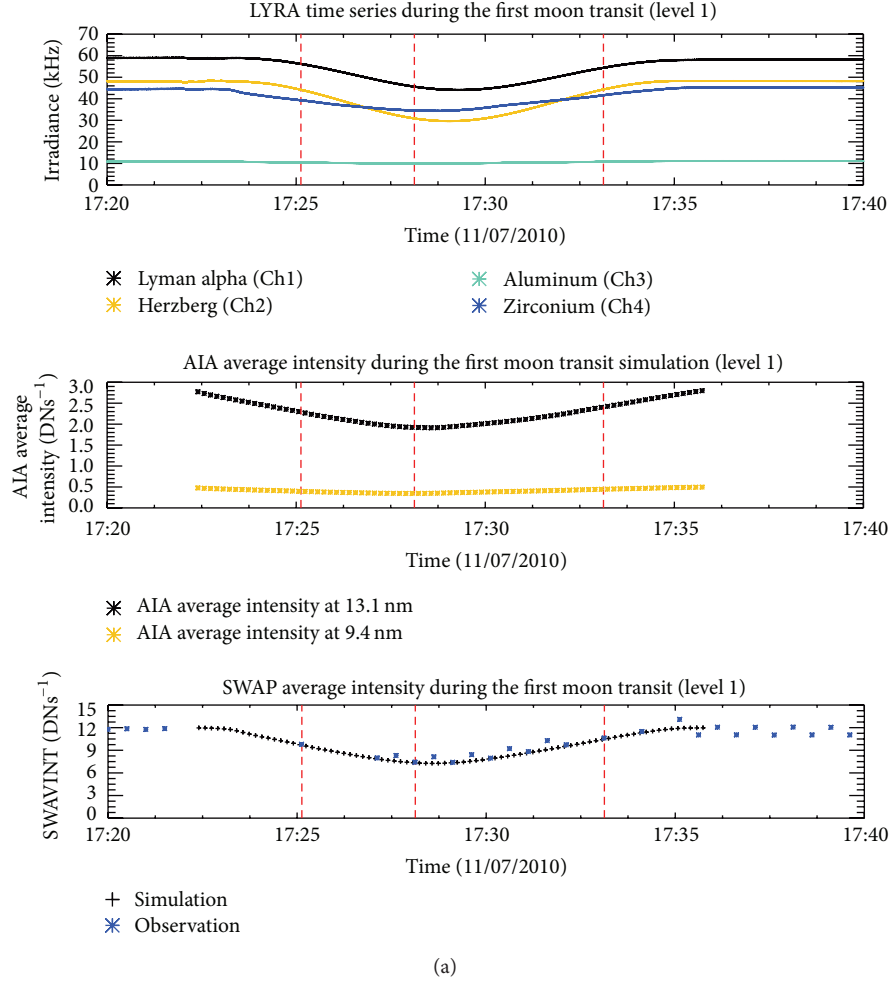 LYRA time series during the first moon transit (level 1)
Irradiance (kHz)
70
60
50
40
30
20
10
0
17:20 17:25 17:30 17:35 17:40
Time (11/07/2010)
Lyman alpha (Ch1)
Herzberg (Ch2)
Aluminum (Ch3)
Zirconium (Ch4)
AIA average intensity during the first moon transit simulation (level 1)
AIA average
intensity (DNs⁻¹)
3.0
2.5
2.0
1.5
1.0
0.5
0.0
17:20 17:25 17:30 17:35 17:40
Time (11/07/2010)
AIA average intensity at 13.1 nm
AIA average intensity at 9.4 nm
SWAP average intensity during the first moon transit (level 1)
SWAVINT (DNs⁻¹)
15
12
9
6
3
0
17:20 17:25 17:30 17:35 17:40
Time (11/07/2010)
Simulation
Observation
(a)